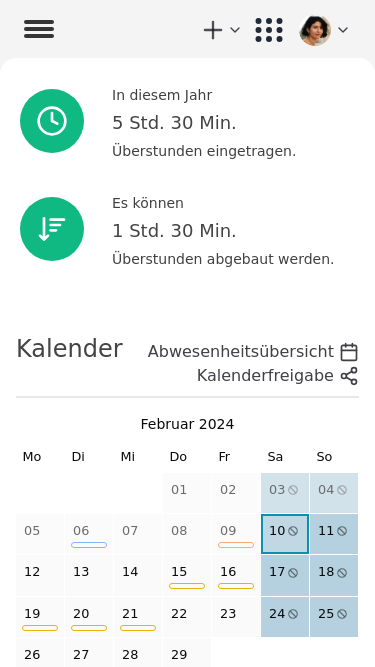 In diesem Jahr
5 Std. 30 Min.
Überstunden eingetragen.
Es können
1 Std. 30 Min.
Überstunden abgebaut werden.
Kalender
Abwesenheitsübersicht
Kalenderfreigabe
Februar 2024
Mo Di Mi Do Fr Sa So
01 02 03 04
05 06 07 08 09 10 11
12 13 14 15 16 17 18
19 20 21 22 23 24 25
26 27 28 29